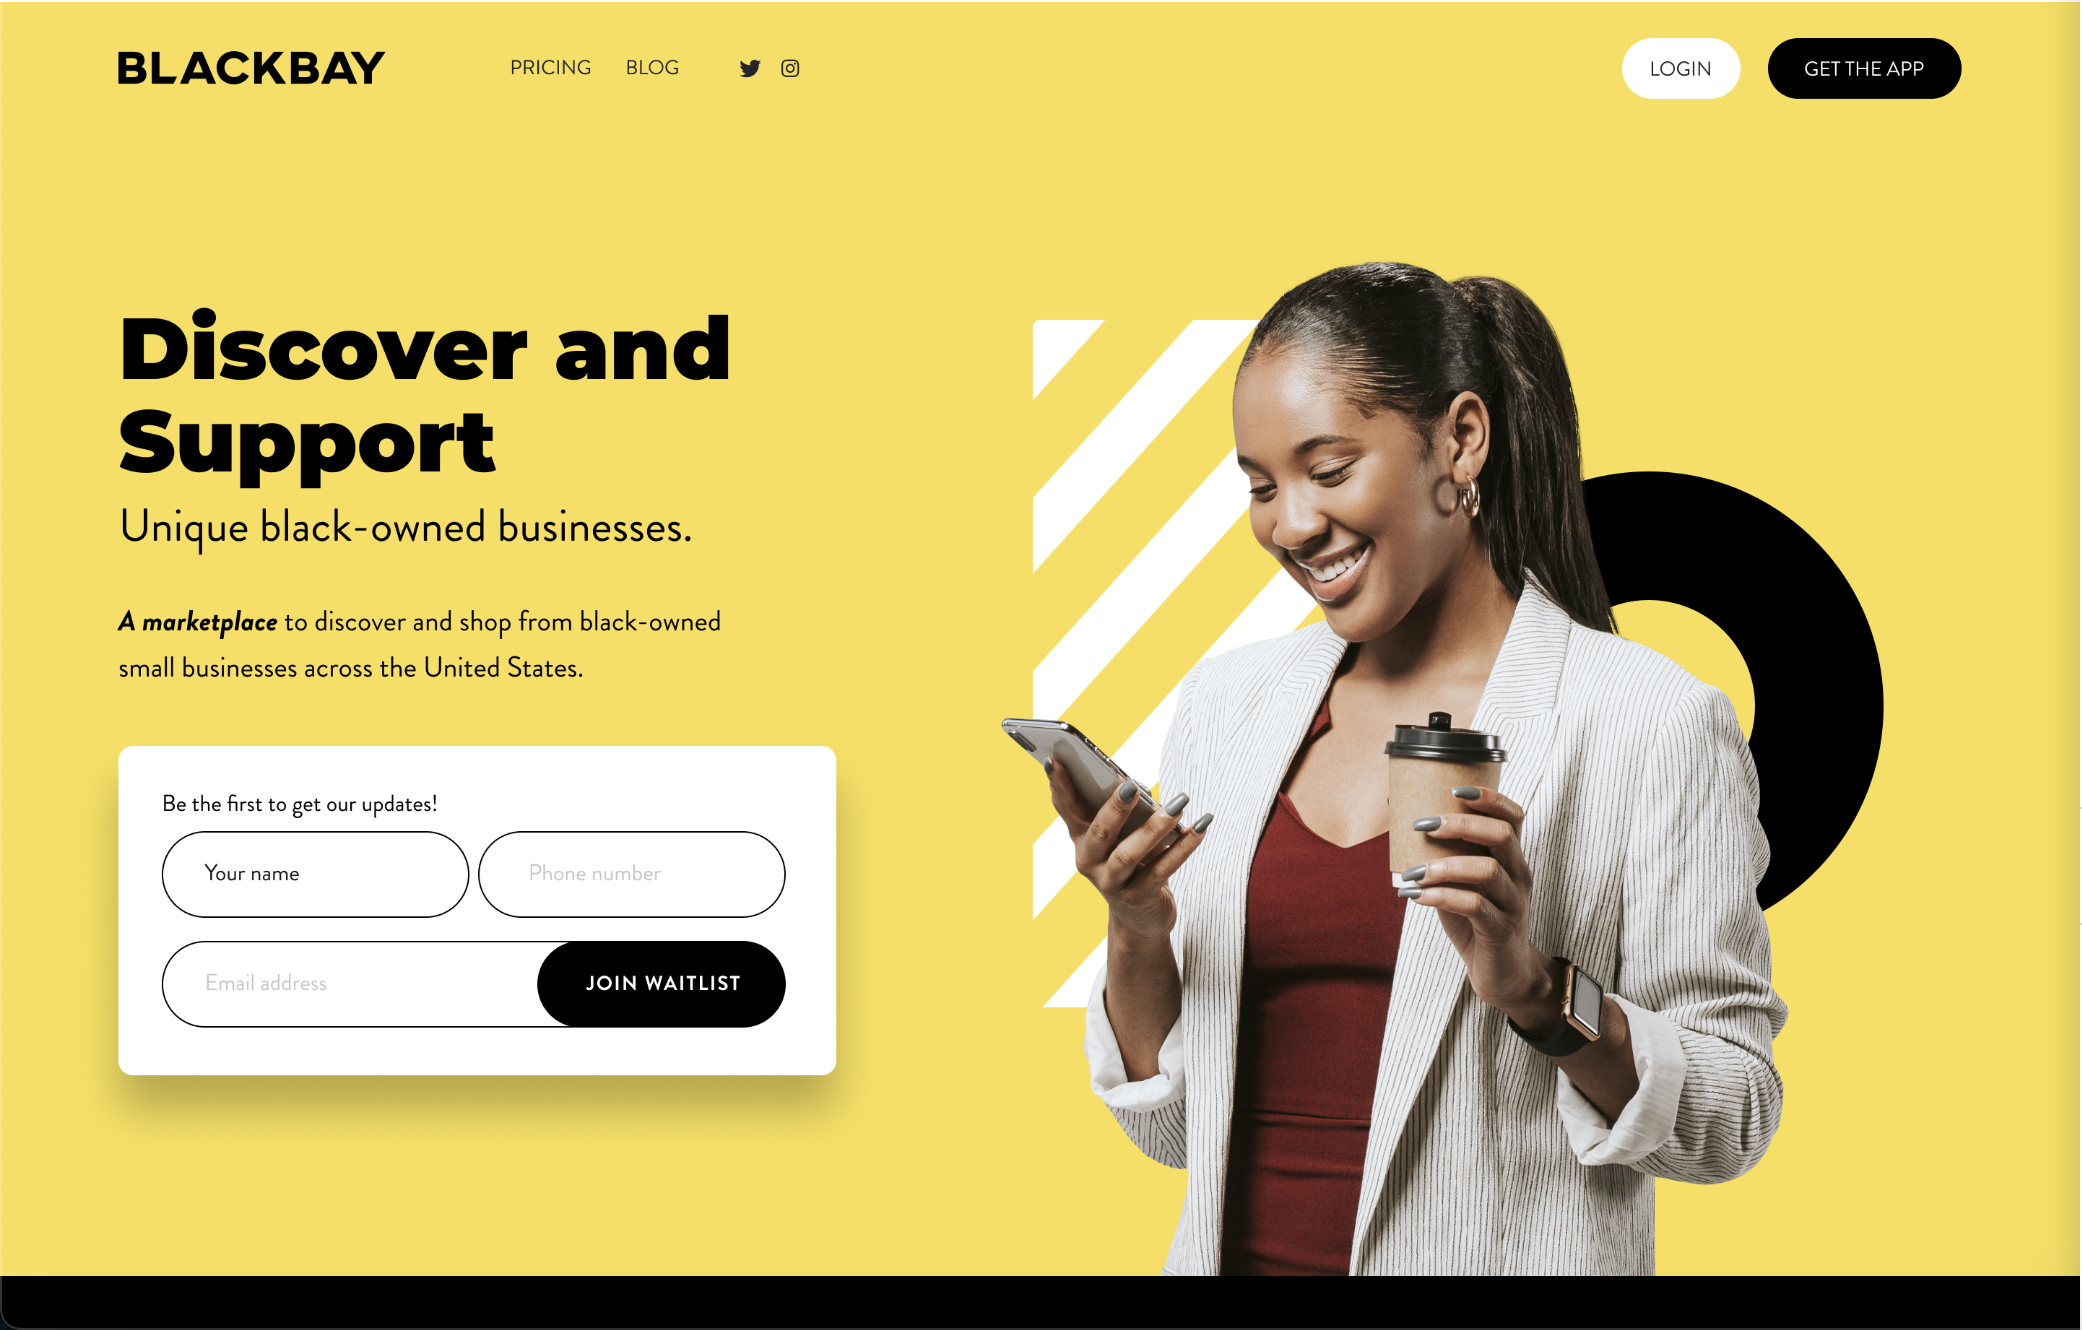 BLACKBAY
PRICING BLOG
LOGIN
GET THE APP
Discover and
Support
Unique black-owned businesses.
A marketplace to discover and shop from black-owned
small businesses across the United States.
Be the first to get our updates!
Your name
Phone number
Email address
JOIN WAITLIST